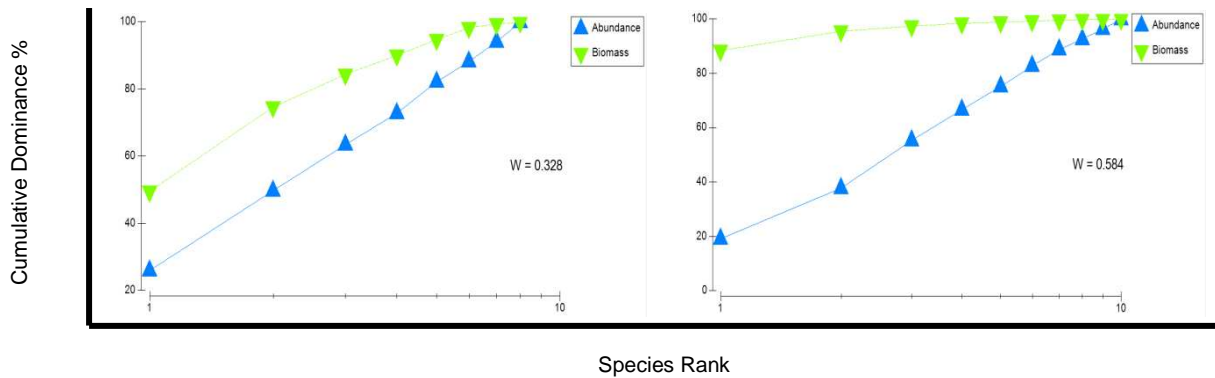 Cumulative Dominance %
100
80
60
40
20
1
10
Abundance
Biomass
W = 0.328
100
80
60
40
20
0
1
10
Abundance
Biomass
W = 0.584
Species Rank